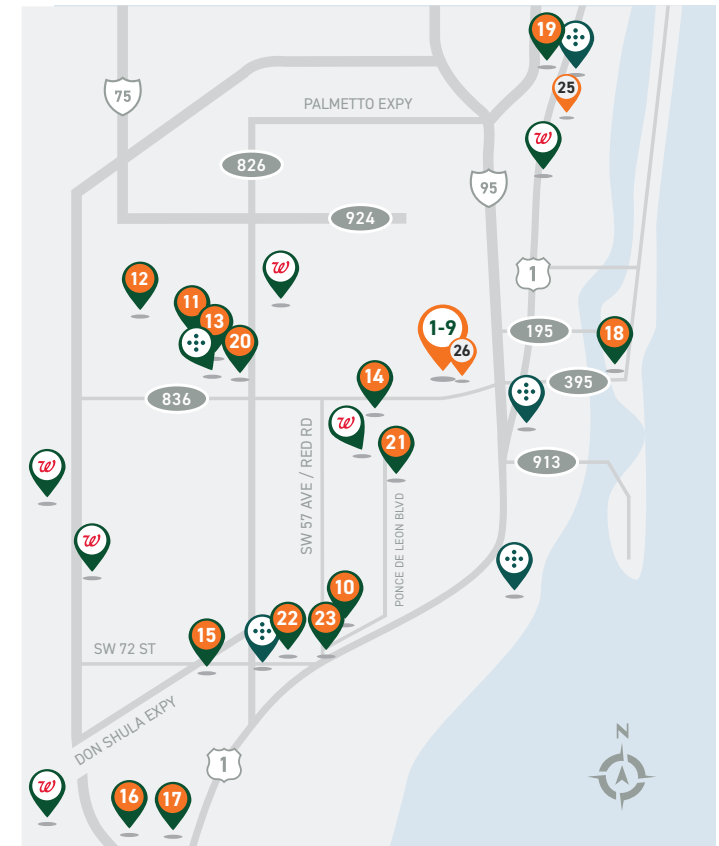 19
75
25
PALMETTO EXPY
w
826
95
924
w
1
12
11
13
1-9
195
18
20
26
14
395
836
w
21
SW 57 AVE / RED RD
913
w
PONCE DE LEON BLVD
w
10
22
23
15
SW 72 ST
DON SHULA EXPY
N
1
w
16
17